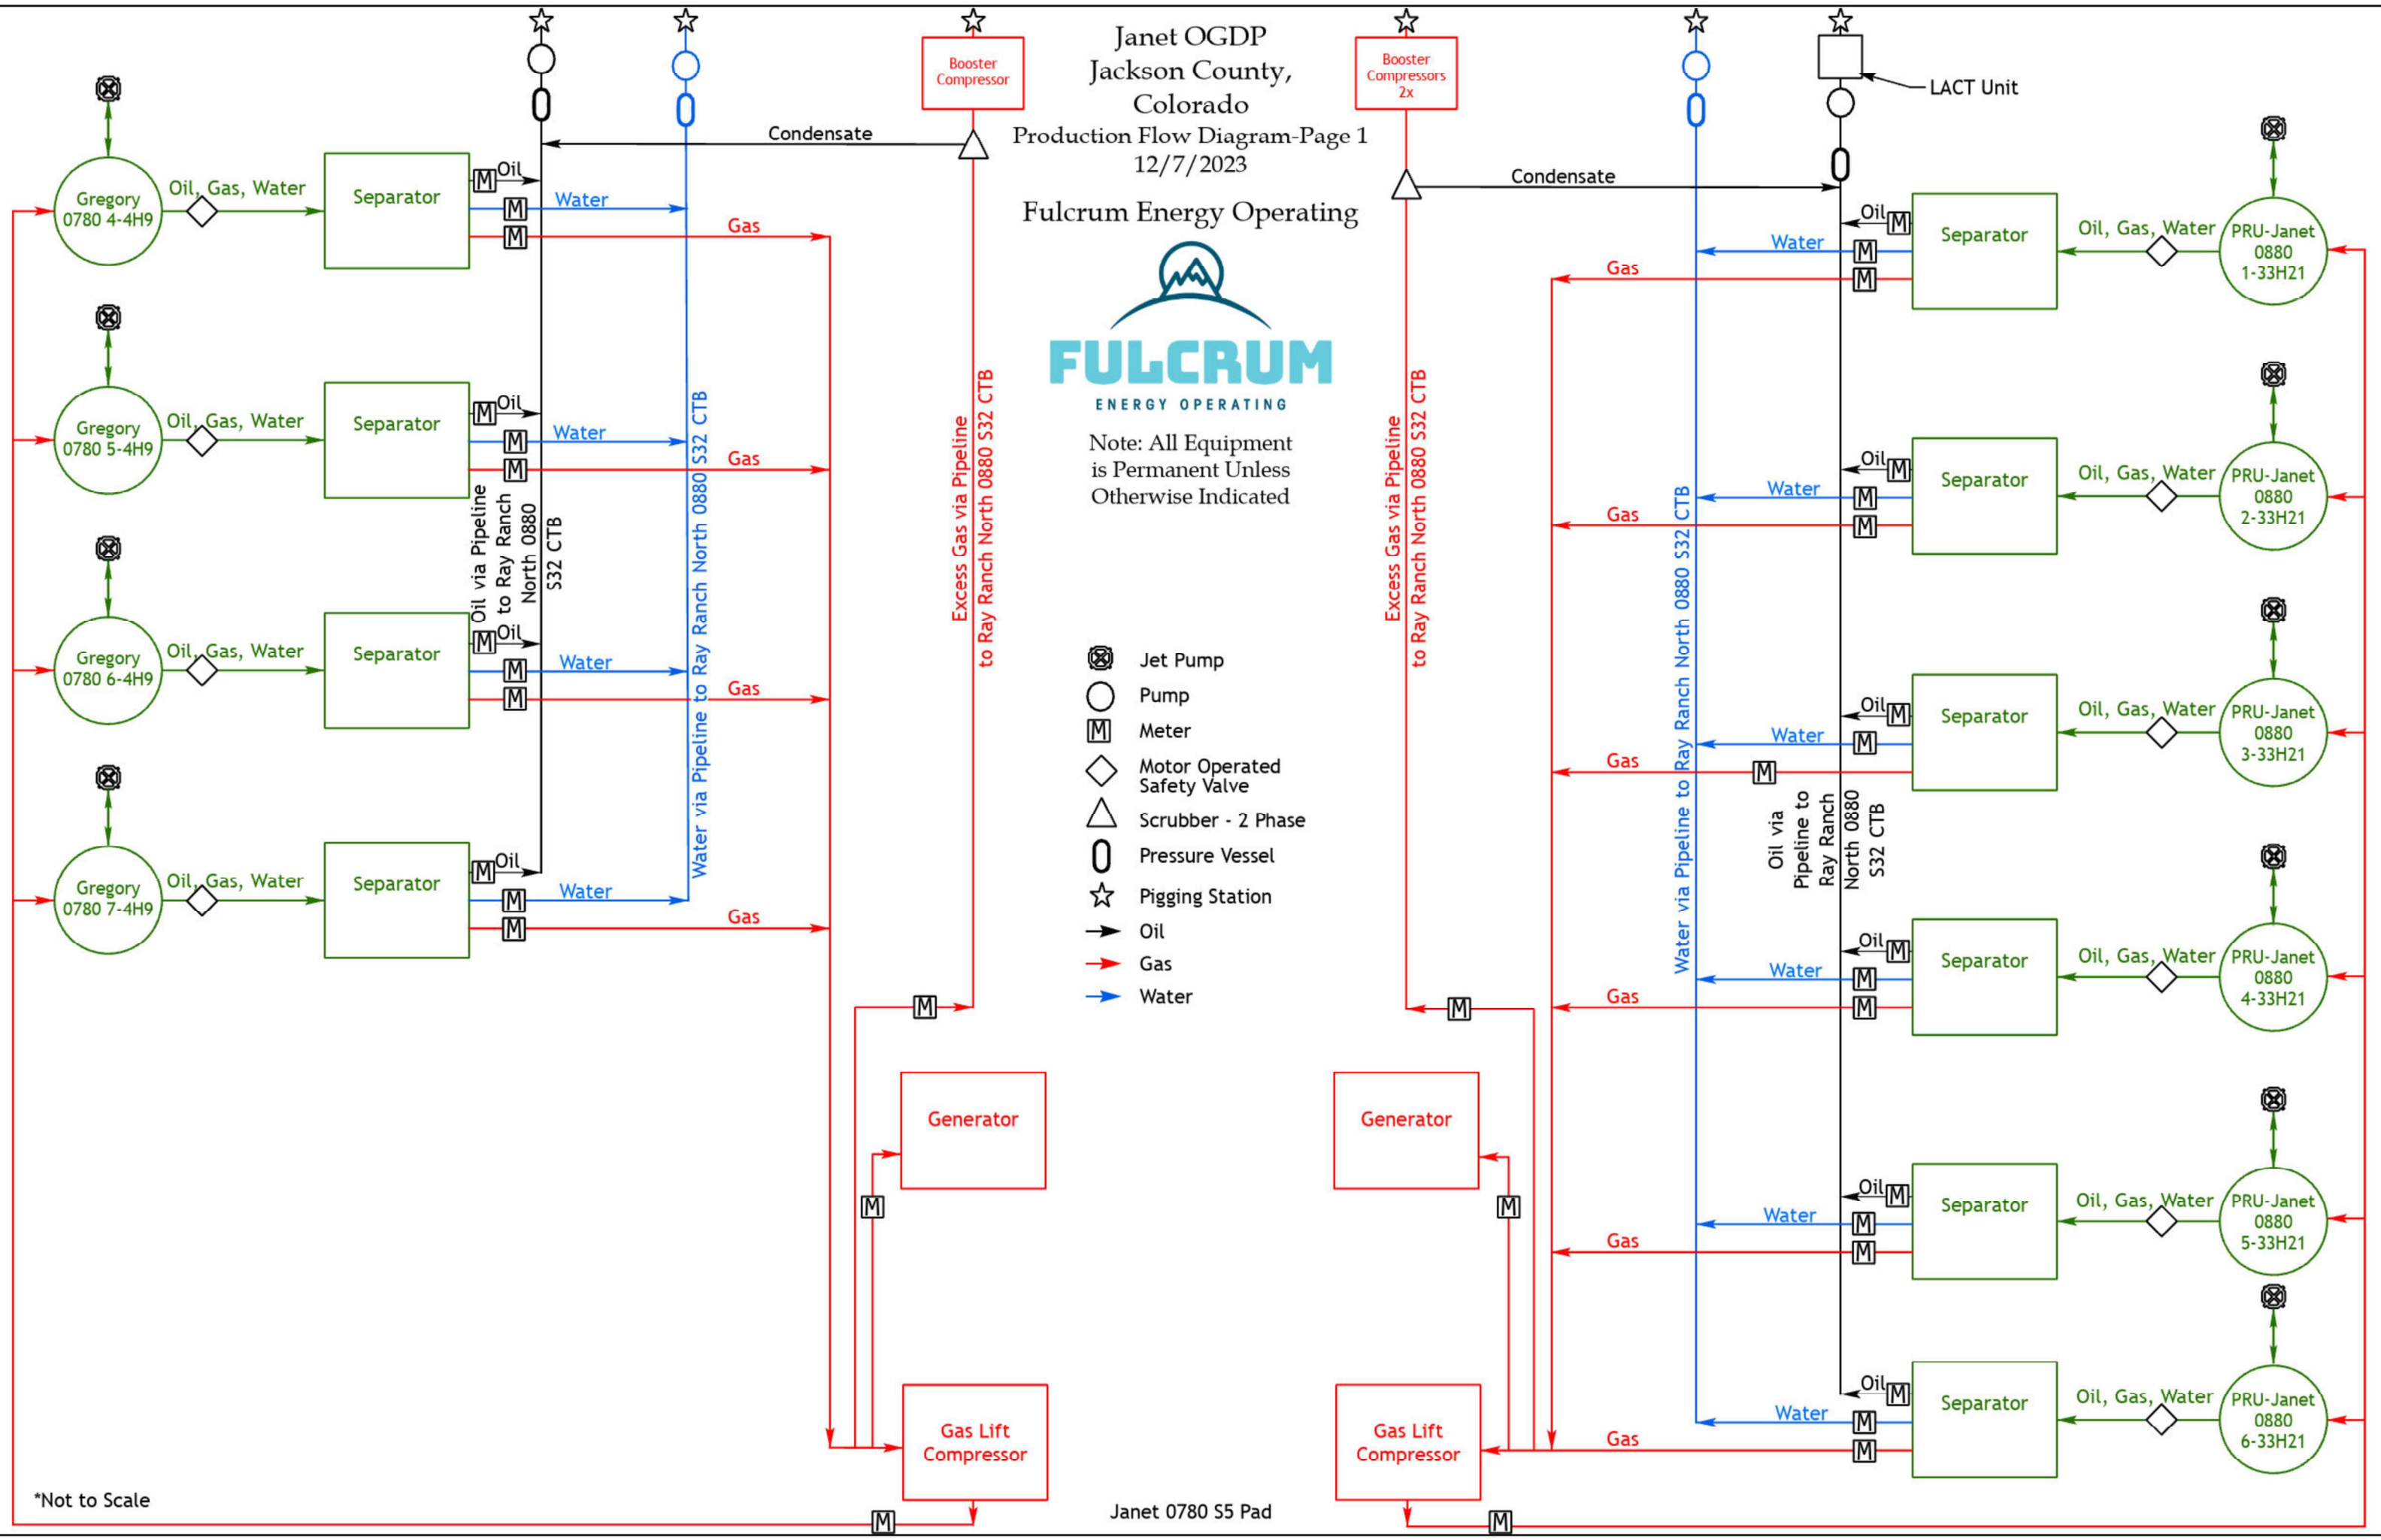 Janet OGDP
Jackson County,
Colorado
Production Flow Diagram-Page 1
12/7/2023
Fulcrum Energy Operating
FULCRUM
ENERGY OPERATING
Note: All Equipment
is Permanent Unless
Otherwise Indicated
Jet Pump
Pump
M
Meter
Motor Operated
Safety Valve
Scrubber - 2 Phase
Pressure Vessel
Pigging Station
Oil
Gas
Water
Gregory
0780 4-4H9
Oil, Gas, Water
Separator
M
Oil
M
Water
M
Gas
Gregory
0780 5-4H9
Oil, Gas, Water
Separator
M
Oil
M
Water
M
Gas
Gregory
0780 6-4H9
Oil, Gas, Water
Separator
M
Oil
M
Water
M
Gas
Gregory
0780 7-4H9
Oil, Gas, Water
Separator
M
Oil
M
Water
M
Gas
Oil via Pipeline
to Ray Ranch
North 0880
S32 CTB
Water via Pipeline to Ray Ranch North 0880 S32 CTB
Condensate
Booster
Compressor
Excess Gas via Pipeline
to Ray Ranch North 0880 S32 CTB
M
Generator
M
Gas Lift
Compressor
M
*Not to Scale
Janet 0780 S5 Pad
Booster
Compressors
2x
Condensate
LACT Unit
Excess Gas via Pipeline
to Ray Ranch North 0880 S32 CTB
M
Generator
M
Gas Lift
Compressor
M
Water via Pipeline to Ray Ranch North 0880 S32 CTB
Oil via
Pipeline to
Ray Ranch
North 0880
S32 CTB
Oil
M
Water
M
Gas
M
Separator
Oil, Gas, Water
PRU-Janet
0880
1-33H21
Oil
M
Water
M
Gas
M
Separator
Oil, Gas, Water
PRU-Janet
0880
2-33H21
Oil
M
Water
M
Gas
M
Separator
Oil, Gas, Water
PRU-Janet
0880
3-33H21
Oil
M
Water
M
Gas
M
Separator
Oil, Gas, Water
PRU-Janet
0880
4-33H21
Oil
M
Water
M
Gas
M
Separator
Oil, Gas, Water
PRU-Janet
0880
5-33H21
Oil
M
Water
M
Gas
M
Separator
Oil, Gas, Water
PRU-Janet
0880
6-33H21